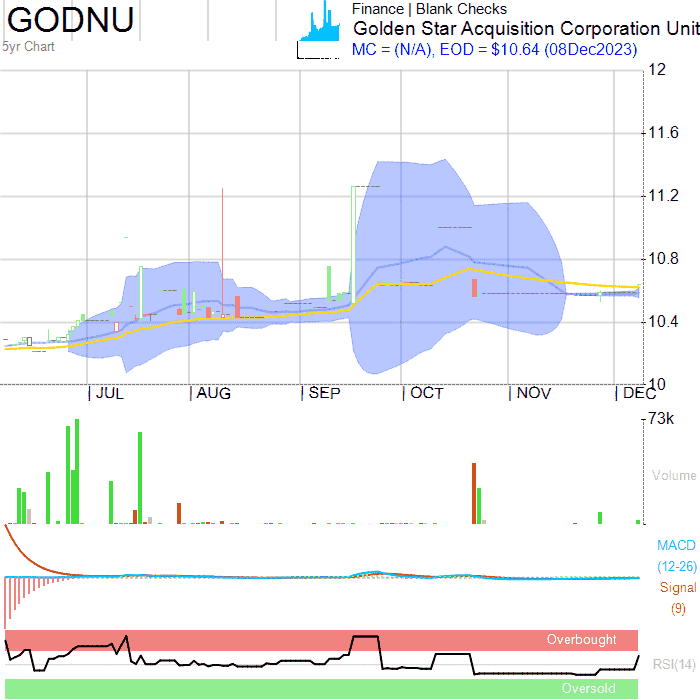 GODNU
Finance | Blank Checks
Golden Star Acquisition Corporation Unit
5yr Chart
MC = (N/A), EOD = $10.64 (08Dec2023)
12
11.6
11.2
10.8
10.4
10
JUL AUG SEP OCT NOV DEC
73k
Volume
MACD
(12-26)
Signal
(9)
Overbought
RSI(14)
Oversold